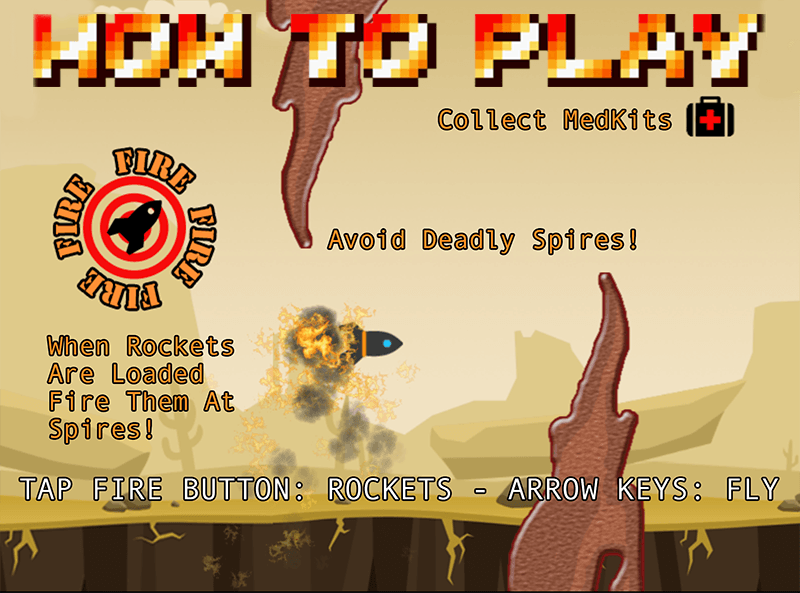 HOW TO PLAY
Collect MedKits
FIRE FIRE FIRE FIRE FIRE
Avoid Deadly Spires!
When Rockets
Are Loaded
Fire Them At
Spires!
TAP FIRE BUTTON: ROCKETS - ARROW KEYS: FLY